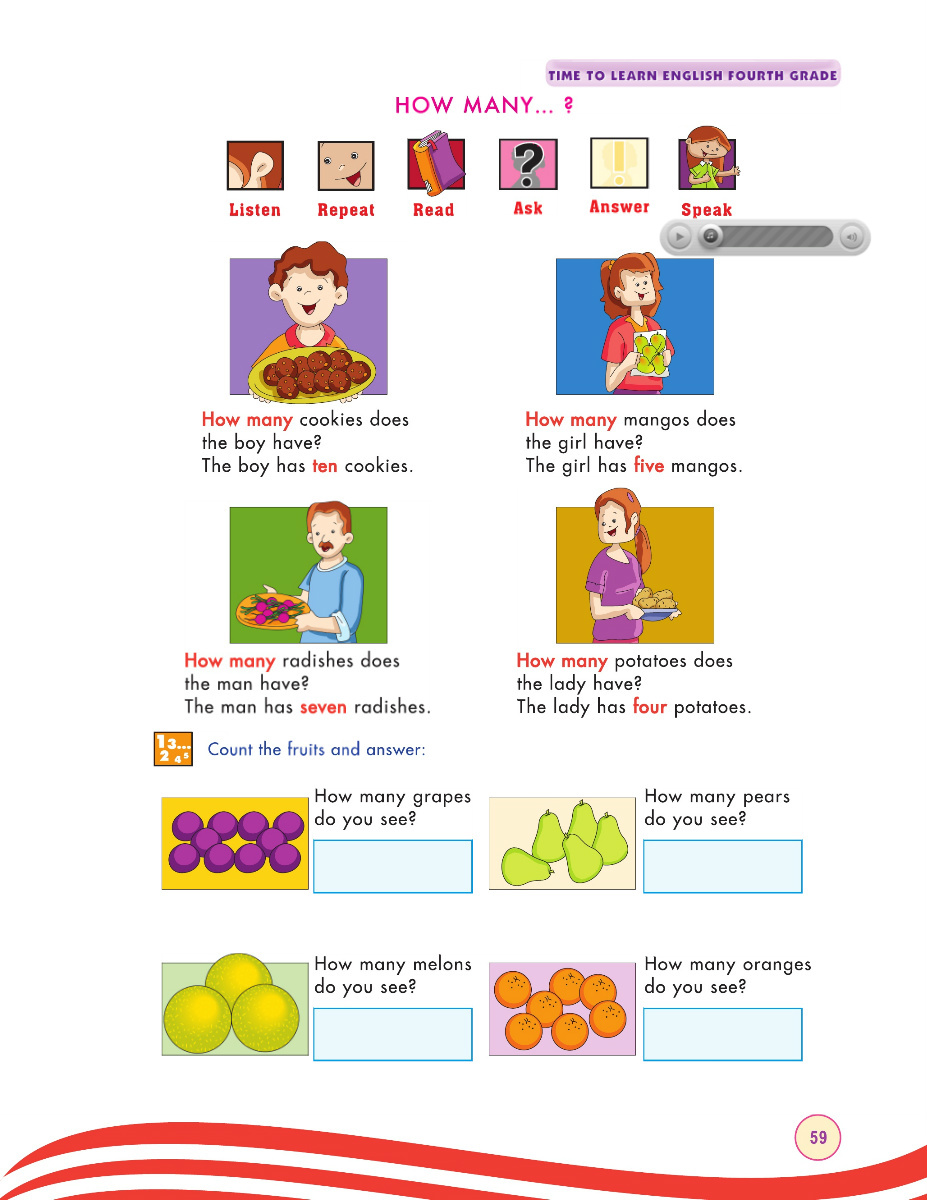 TIME TO LEARN ENGLISH FOURTH GRADE
HOW MANY... ?
Listen
Repeat
Read
Ask
Answer
Speak
How many cookies does
the boy have?
The boy has ten cookies.
How many mangos does
the girl have?
The girl has five mangos.
How many radishes does
the man have?
The man has seven radishes.
How many potatoes does
the lady have?
The lady has four potatoes.
1 3...
2 4 5
Count the fruits and answer:
How many grapes
do you see?
How many pears
do you see?
How many melons
do you see?
How many oranges
do you see?
59